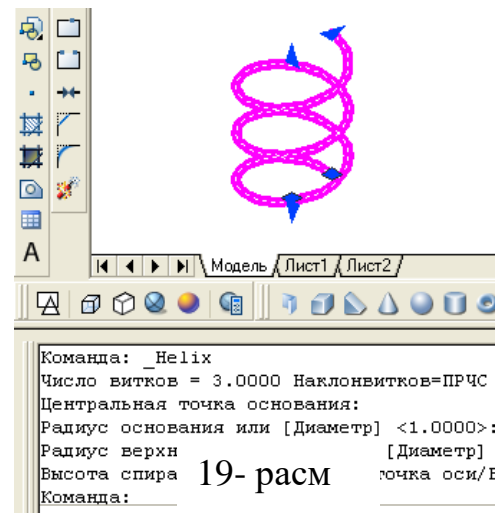 A
Модель Лист1 Лист2
Команда: _Helix
Число витков = 3.0000 Наклонвитков=ПРЧС
Центральная точка основания:
Радиус основания или [Диаметр] <1.0000>:
Радиус верхн [Диаметр]
Высота спира точка оси/
19- расм
Команда: